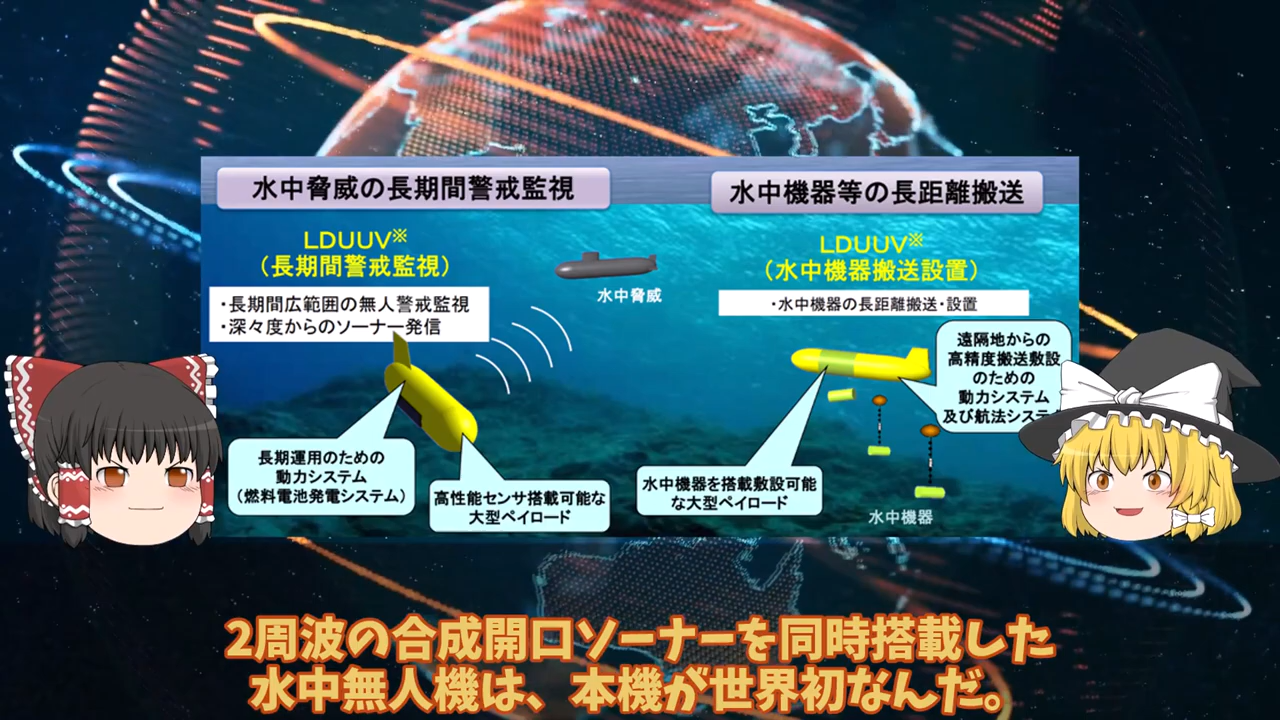 水中脅威の長期間警戒監視
LDUUV※
(長期間警戒監視)
・長期間広範囲の無人警戒監視
・深々度からのソーナー発信
水中脅威
長期運用のための
動力システム
(燃料電池発電システム)
高性能センサ搭載可能な
大型ペイロード
水中機器等の長距離搬送
LDUUV※
(水中機器搬送設置)
・水中機器の長距離搬送・設置
遠隔地からの
高精度搬送敷設
のための
動力システム
及び航法システ
水中機器を搭載敷設可能
な大型ペイロード
水中機器
2周波の合成開口ソーナーを同時搭載した
水中無人機は、本機が世界初なんだ。